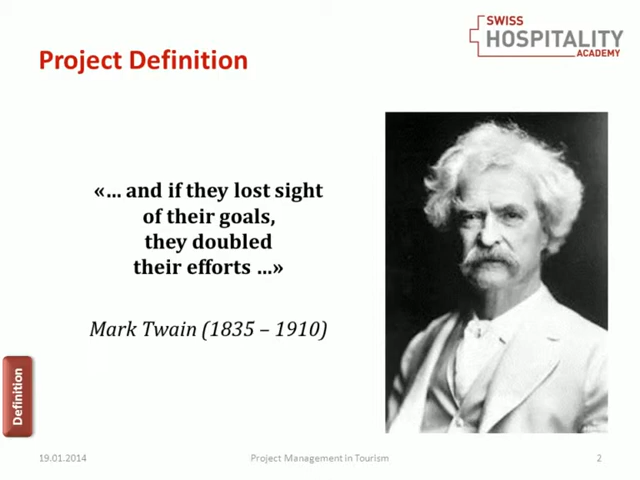 SWISS
HOSPITALITY
ACADEMY
Project Definition
«… and if they lost sight
of their goals,
they doubled
their efforts …»
Mark Twain (1835 – 1910)
Definition
19.01.2014
Project Management in Tourism
2